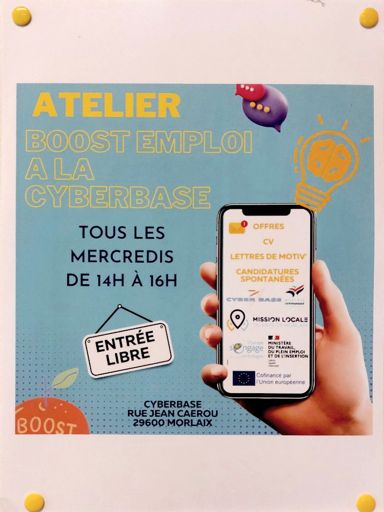 ATELIER
BOOST EMPLOI
A LA
CYBERBASE
TOUS LES
MERCREDIS
DE 14H À 16H
ENTRÉE
LIBRE
OFFRES
CV
LETTRES DE MOTIV'
CANDIDATURES
SPONTANÉES
CYBER BASE
MISSION LOCALE
s'engage
MINISTÈRE
DU TRAVAIL,
DU PLEIN EMPLOI
ET DE L'INSERTION
Cofinancé par
l'Union européenne
BOOST
CYBERBASE
RUE JEAN CAEROU
29600 MORLAIX